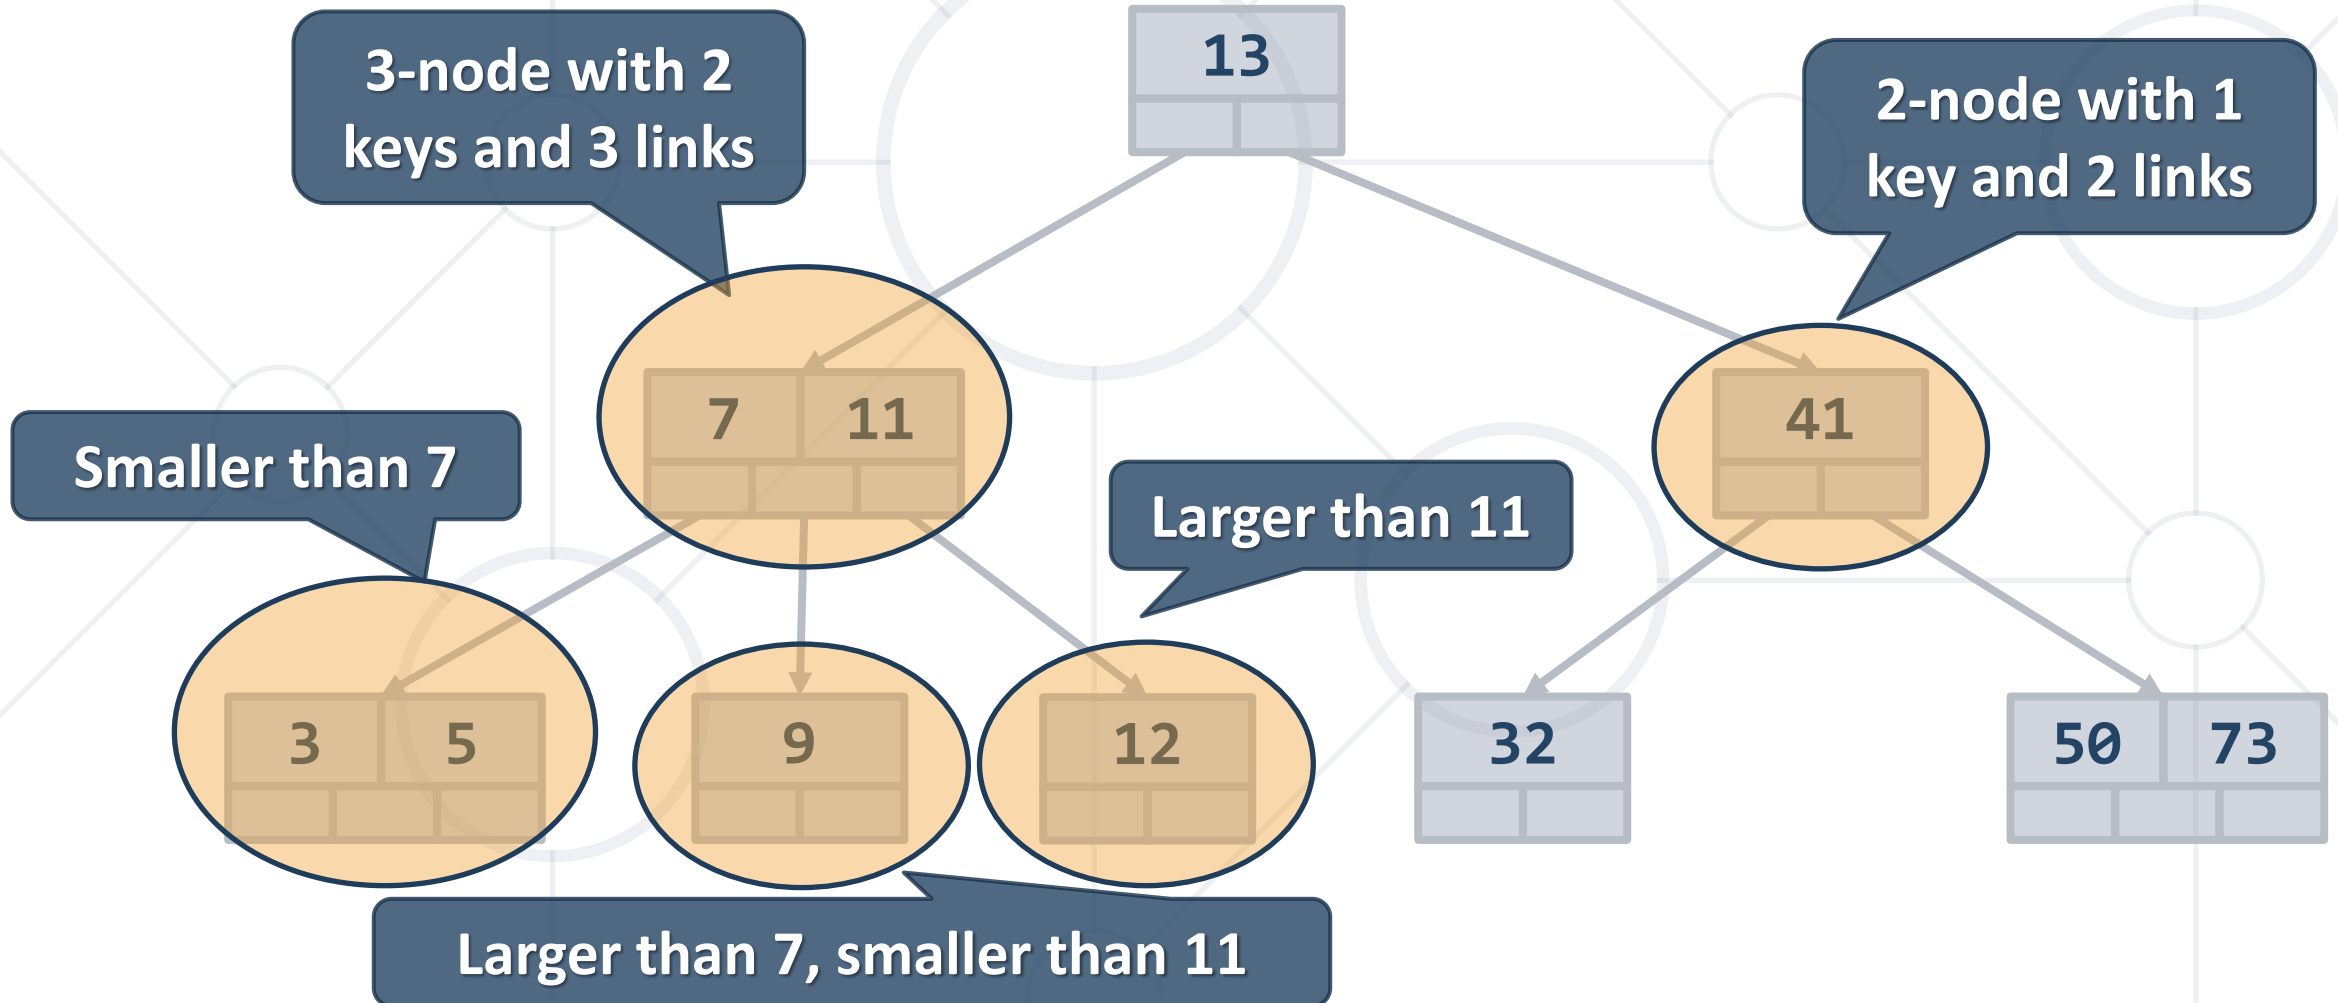 3-node with 2
keys and 3 links
13
2-node with 1
key and 2 links
7 11
41
Smaller than 7
Larger than 11
3 5
9
12
32
50 73
Larger than 7, smaller than 11